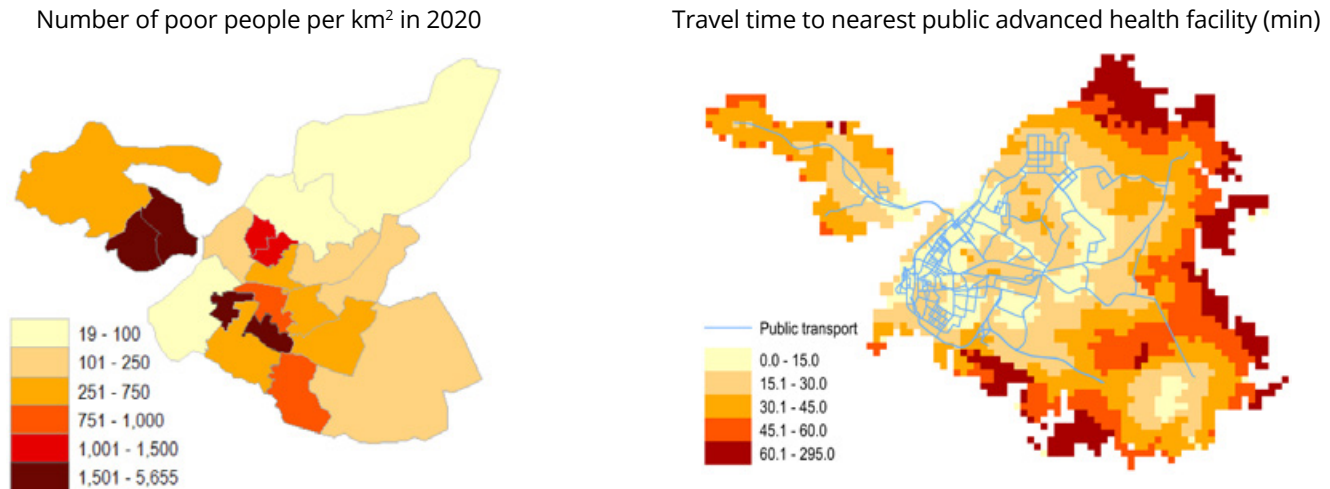 Number of poor people per km² in 2020
19 - 100
101 - 250
251 - 750
751 - 1,000
1,001 - 1,500
1,501 - 5,655
Travel time to nearest public advanced health facility (min)
Public transport
0.0 - 15.0
15.1 - 30.0
30.1 - 45.0
45.1 - 60.0
60.1 - 295.0